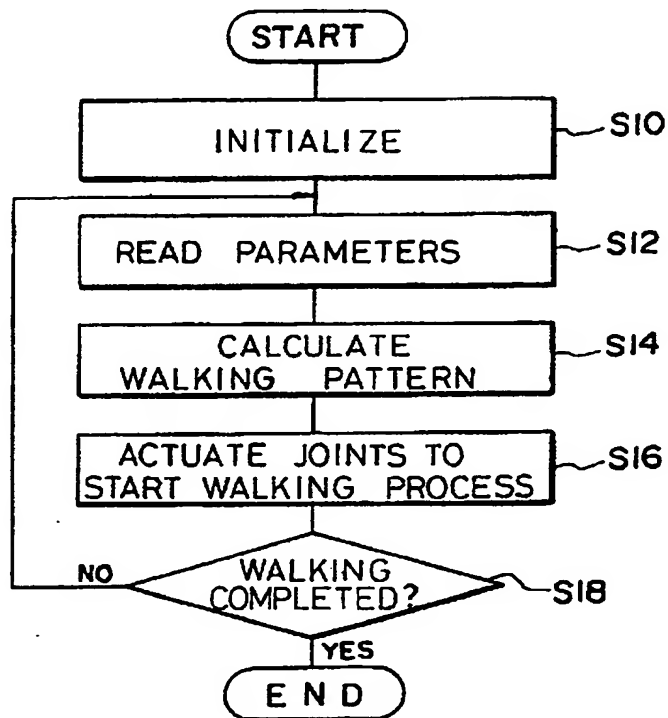 START
INITIALIZE
S10
READ PARAMETERS
S12
CALCULATE
WALKING PATTERN
S14
ACTUATE JOINTS TO
START WALKING PROCESS
S16
WALKING
COMPLETED?
S18
NO
YES
END